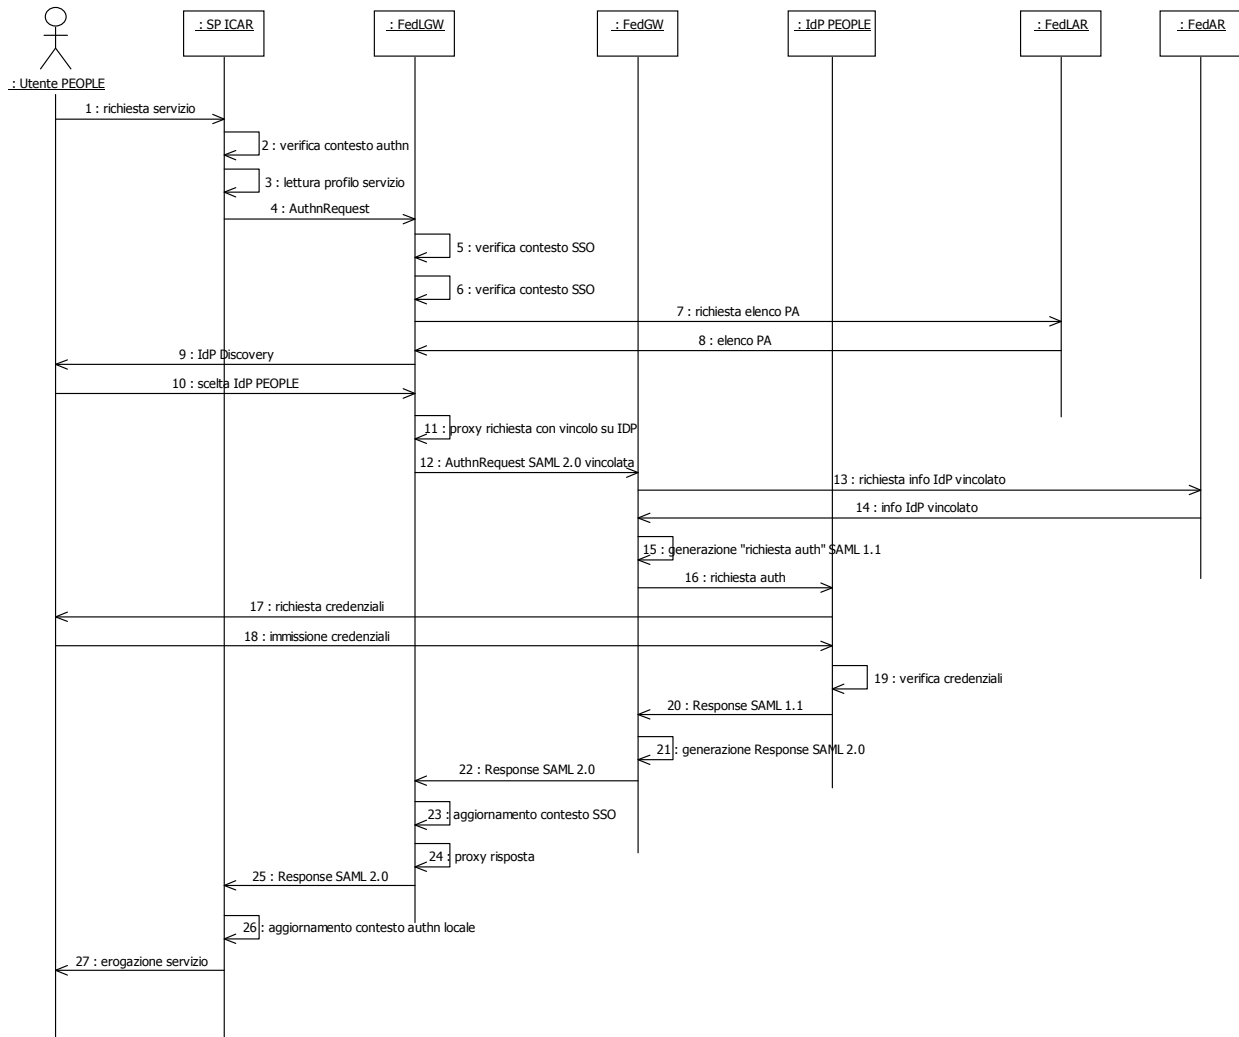 : SP ICAR
: FedLGW
: FedGW
: IdP PEOPLE
: FedLAR
: FedAR
: Utente PEOPLE
1 : richiesta servizio
2 : verifica contesto authn
3 : lettura profilo servizio
4 : AuthnRequest
5 : verifica contesto SSO
6 : verifica contesto SSO
7 : richiesta elenco PA
8 : elenco PA
9 : IdP Discovery
10 : scelta IdP PEOPLE
11 : proxy richiesta con vincolo su IDP
12 : AuthnRequest SAML 2.0 vincolata
13 : richiesta info IdP vincolato
14 : info IdP vincolato
15 : generazione "richiesta auth" SAML 1.1
16 : richiesta auth
17 : richiesta credenziali
18 : immissione credenziali
19 : verifica credenziali
20 : Response SAML 1.1
21 : generazione Response SAML 2.0
22 : Response SAML 2.0
23 : aggiornamento contesto SSO
24 : proxy risposta
25 : Response SAML 2.0
26 : aggiornamento contesto authn locale
27 : erogazione servizio